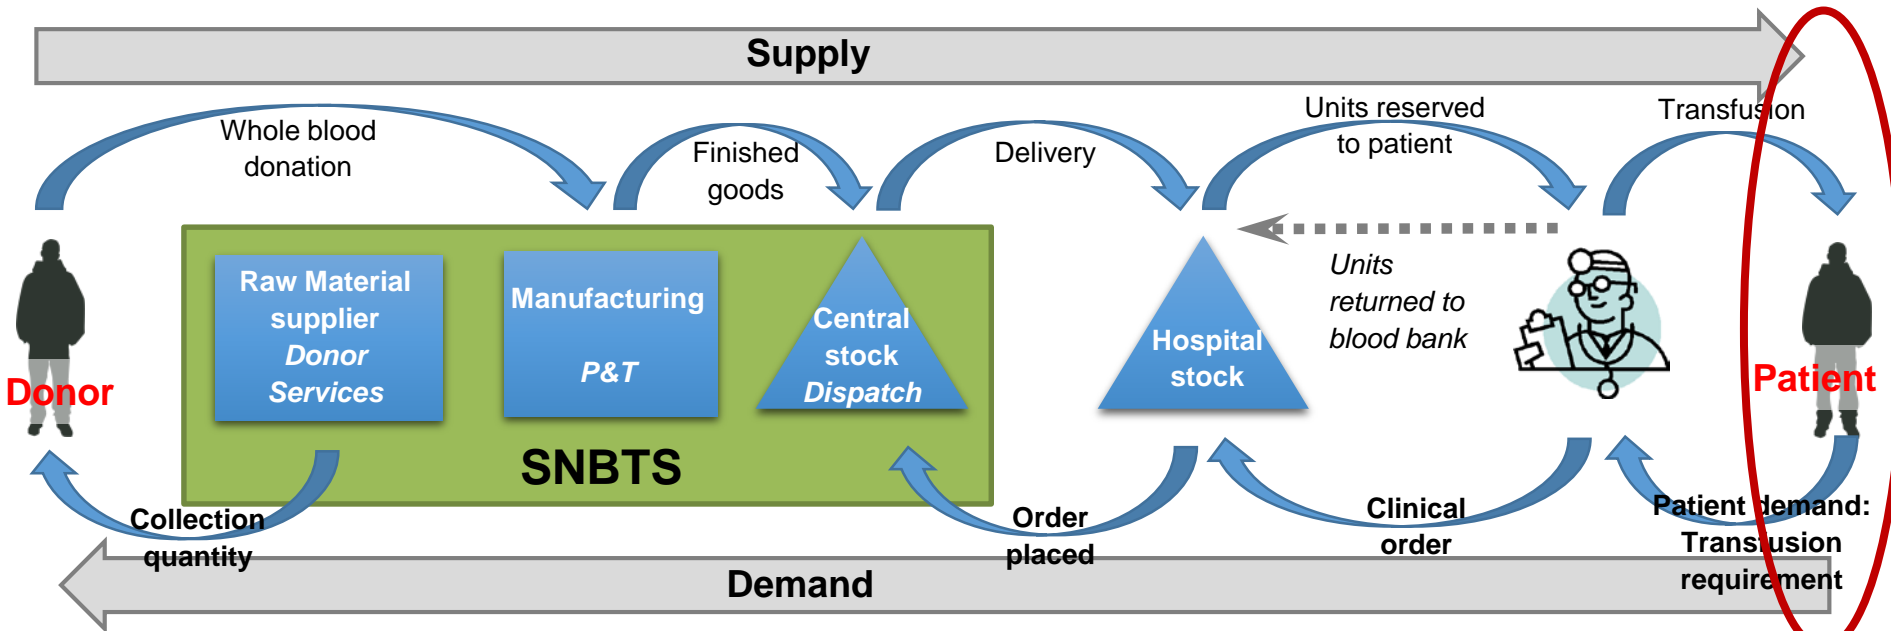 Supply
Whole blood
donation
Finished
goods
Delivery
Units reserved
to patient
Transfusion
Donor
Raw Material
supplier
Donor
Services
Manufacturing
P&T
Central
stock
Dispatch
SNBTS
Hospital
stock
Units
returned to
blood bank
Patient
Collection
quantity
Order
placed
Clinical
order
Patient demand:
Transfusion
requirement
Demand